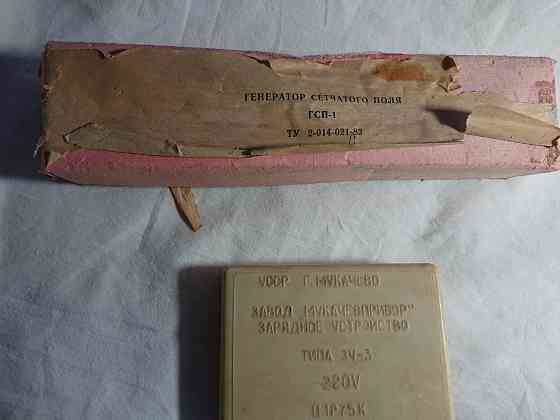 ГЕНЕРАТОР СЕТЧАТОГО ПОЛЯ
ГСП-1
ТУ 2-014-021-83
УССР Г. МУКАЧЕВО
ЗАВОД „МУКАЧЕВПРИБОР"
ЗАРЯДНОЕ УСТРОЙСТВО
ТИПА ЗУ-3
220V
Ц1Р75К